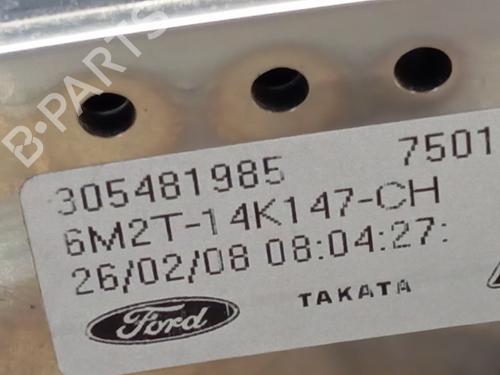 B-PARTS
305481985 7501
6M2T-14K147-CH
26/02/08 08:04:27:
Ford TAKATA